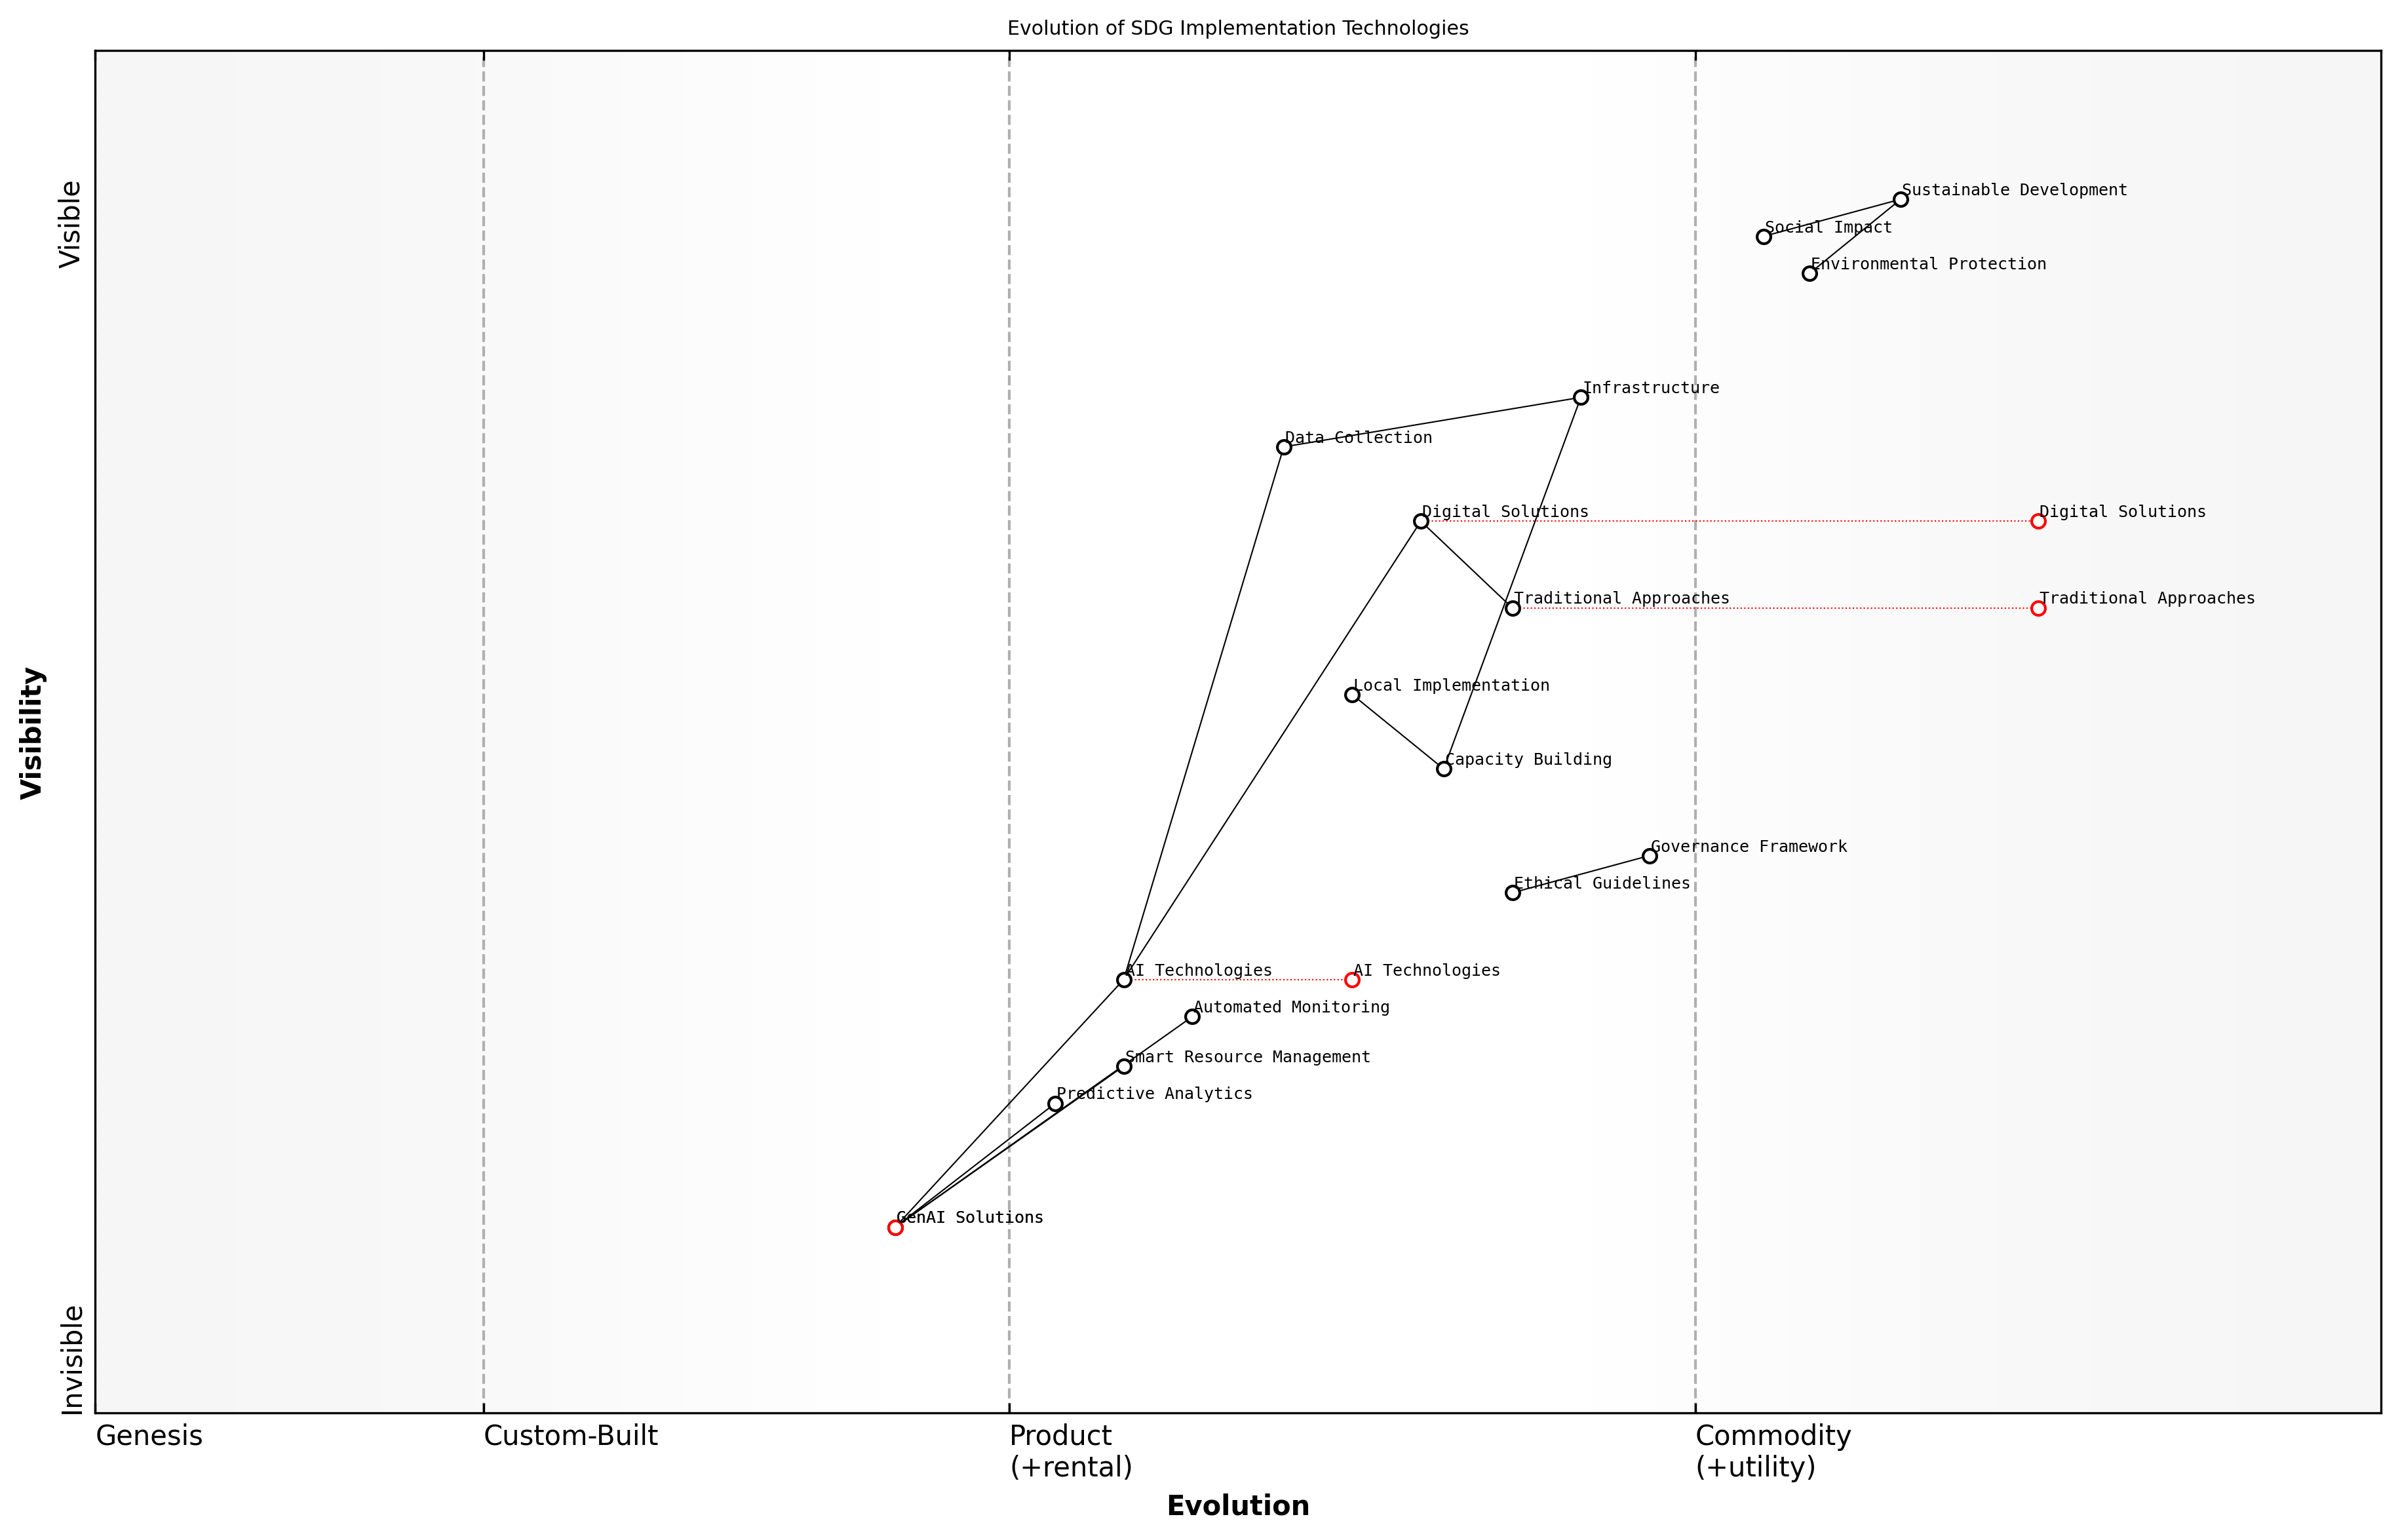 Evolution of SDG Implementation Technologies
Visible
Sustainable Development
Social Impact
Environmental Protection
Infrastructure
Data Collection
Digital Solutions
Digital Solutions
Traditional Approaches
Traditional Approaches
Local Implementation
Capacity Building
Visibility
Governance Framework
Ethical Guidelines
AI Technologies
AI Technologies
Automated Monitoring
Smart Resource Management
Predictive Analytics
GenAI Solutions
Invisible
Genesis
Custom-Built
Product
(+rental)
Commodity
(+utility)
Evolution